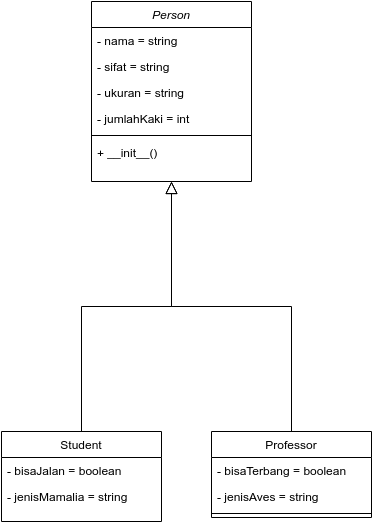 Person
- nama = string
- sifat = string
- ukuran = string
- jumlahKaki = int
+ __init__()
Student
- bisaJalan = boolean
- jenisMamalia = string
Professor
- bisaTerbang = boolean
- jenisAves = string